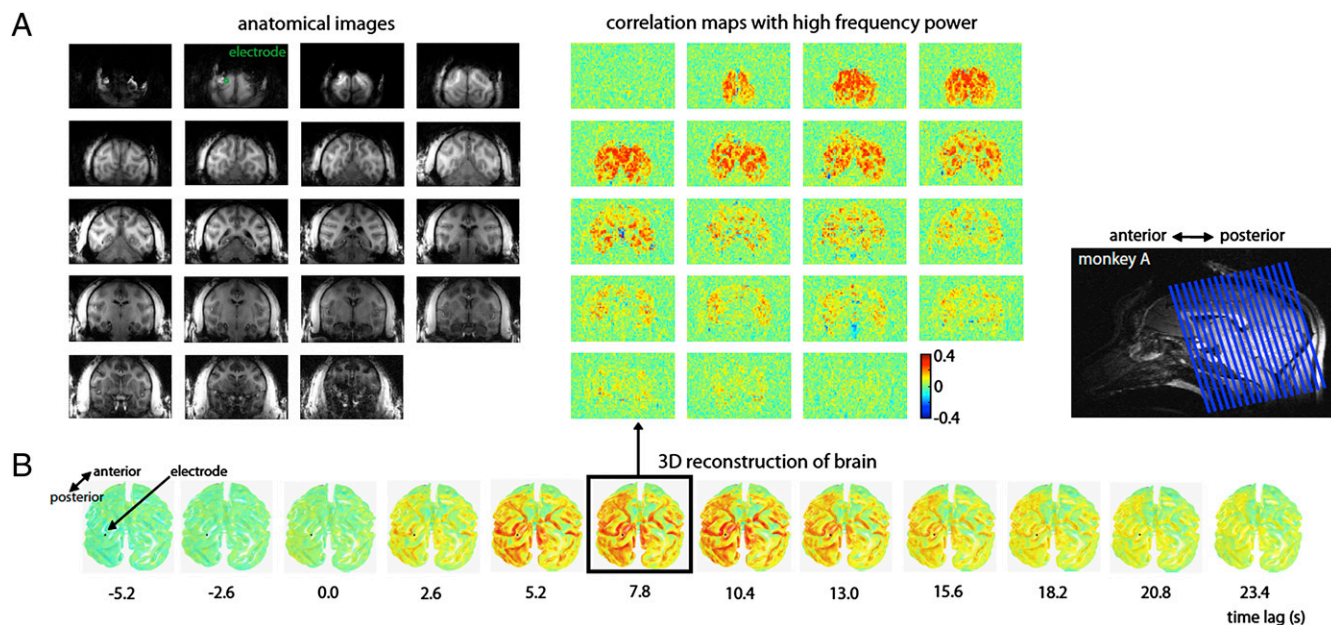 A
anatomical images
correlation maps with high frequency power
electrode
anterior posterior
monkey A
0.4
0
-0.4
B
3D reconstruction of brain
anterior
electrode
posterior
-5.2 -2.6 0.0 2.6 5.2 7.8 10.4 13.0 15.6 18.2 20.8 23.4
time lag (s)